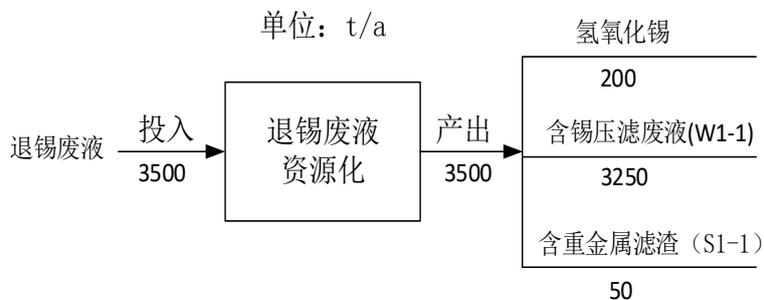 单位：t/a
退锡废液
投入
3500
退锡废液
资源化
产出
3500
氢氧化锡
200
含锡压滤废液(W1-1)
3250
含重金属滤渣（S1-1）
50